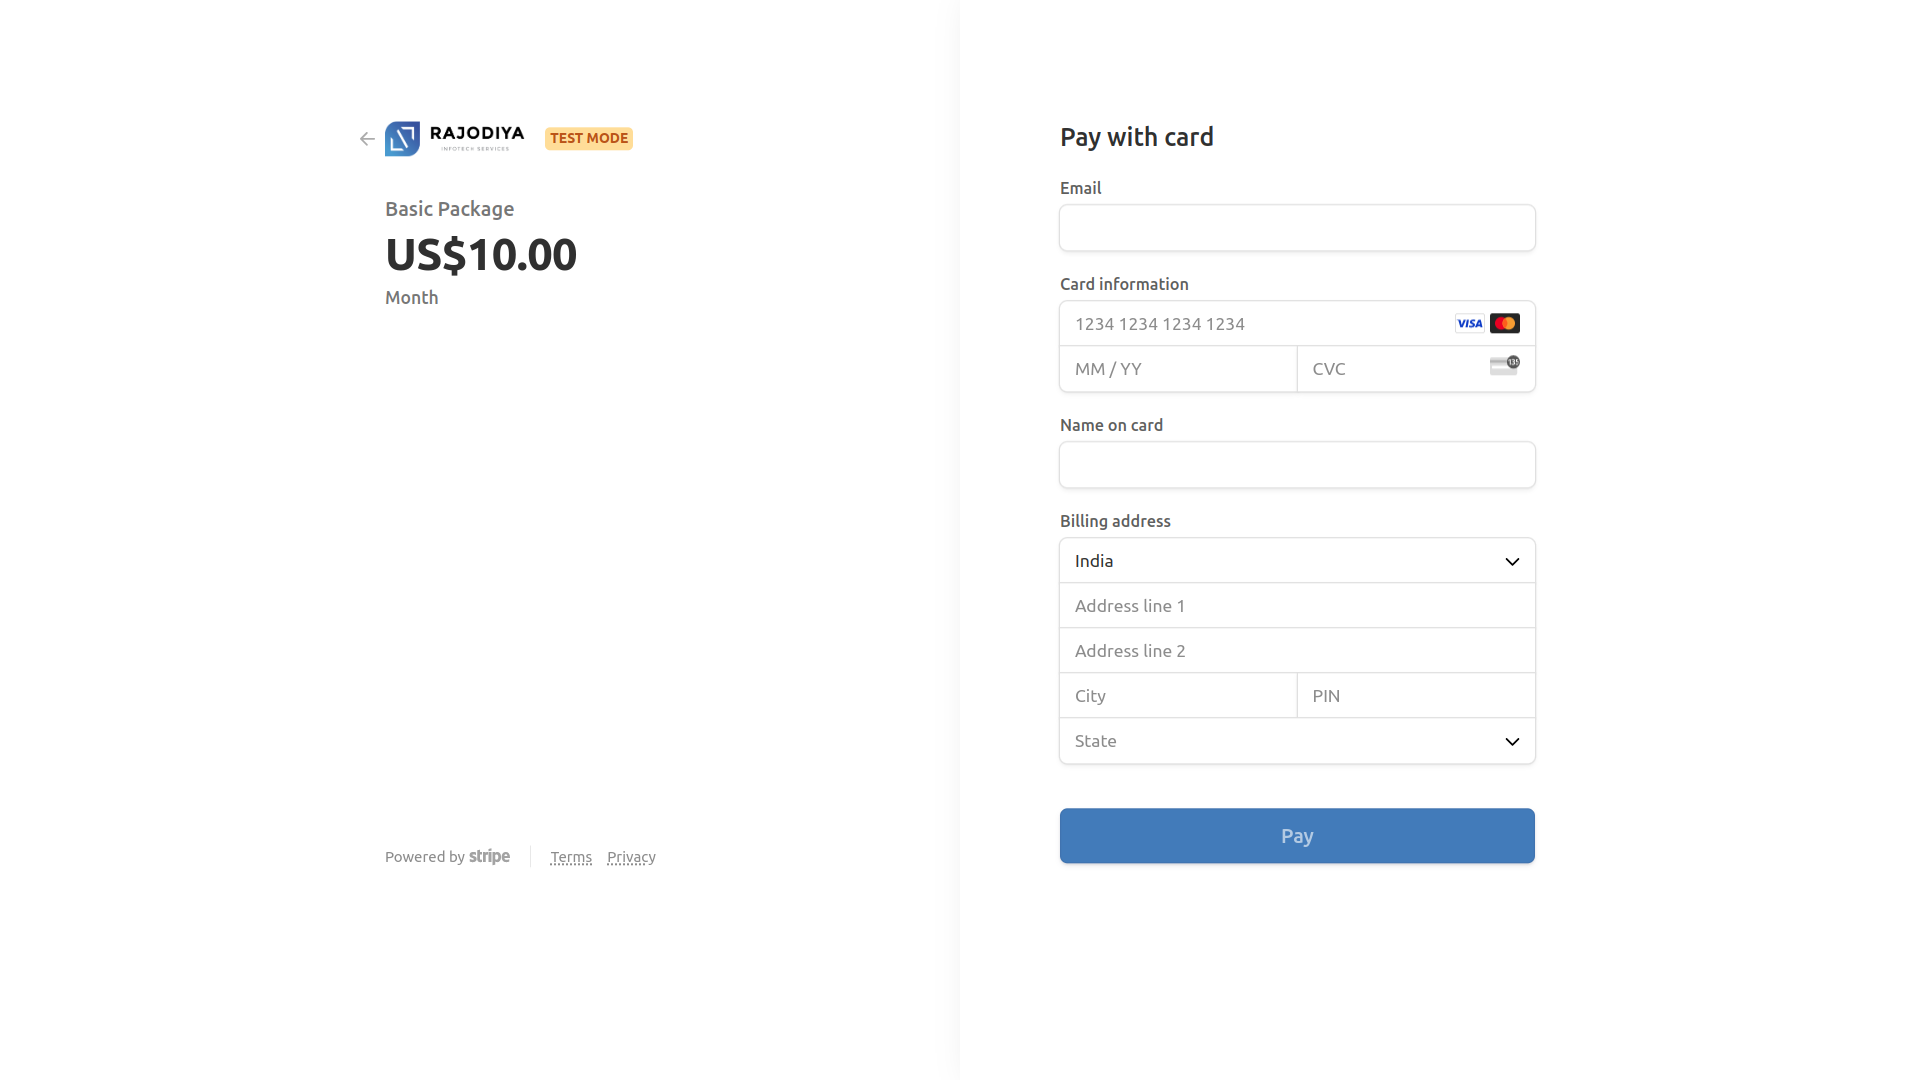 RAJODIYA
INFOTECH SERVICES
TEST MODE
Basic Package
US$10.00
Month
Powered by stripe
Terms
Privacy
Pay with card
Email
Card information
1234 1234 1234 1234
VISA
MM / YY
CVC
135
Name on card
Billing address
India
Address line 1
Address line 2
City
PIN
State
Pay